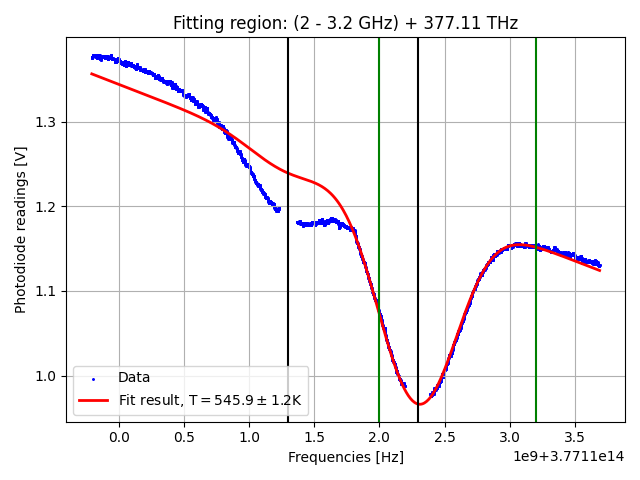 Fitting region: (2 - 3.2 GHz) + 377.11 THz
Photodiode readings [V]
1.3
1.2
1.1
1.0
Data
Fit result, T = 545.9 ± 1.2K
0.0 0.5 1.0 1.5 2.0 2.5 3.0 3.5
Frequencies [Hz]
1e9+3.7711e14